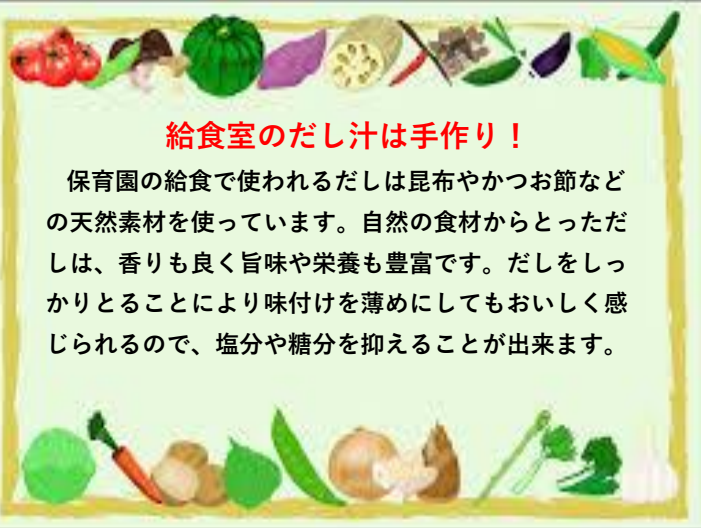 給食室のだし汁は手作り！
保育園の給食で使われるだしは昆布やかつお節など
の天然素材を使っています。自然の食材からとっただ
しは、香りも良く旨味や栄養も豊富です。だしをしっ
かりとることにより味付けを薄めにしてもおいしく感
じられるので、塩分や糖分を抑えることが出来ます。